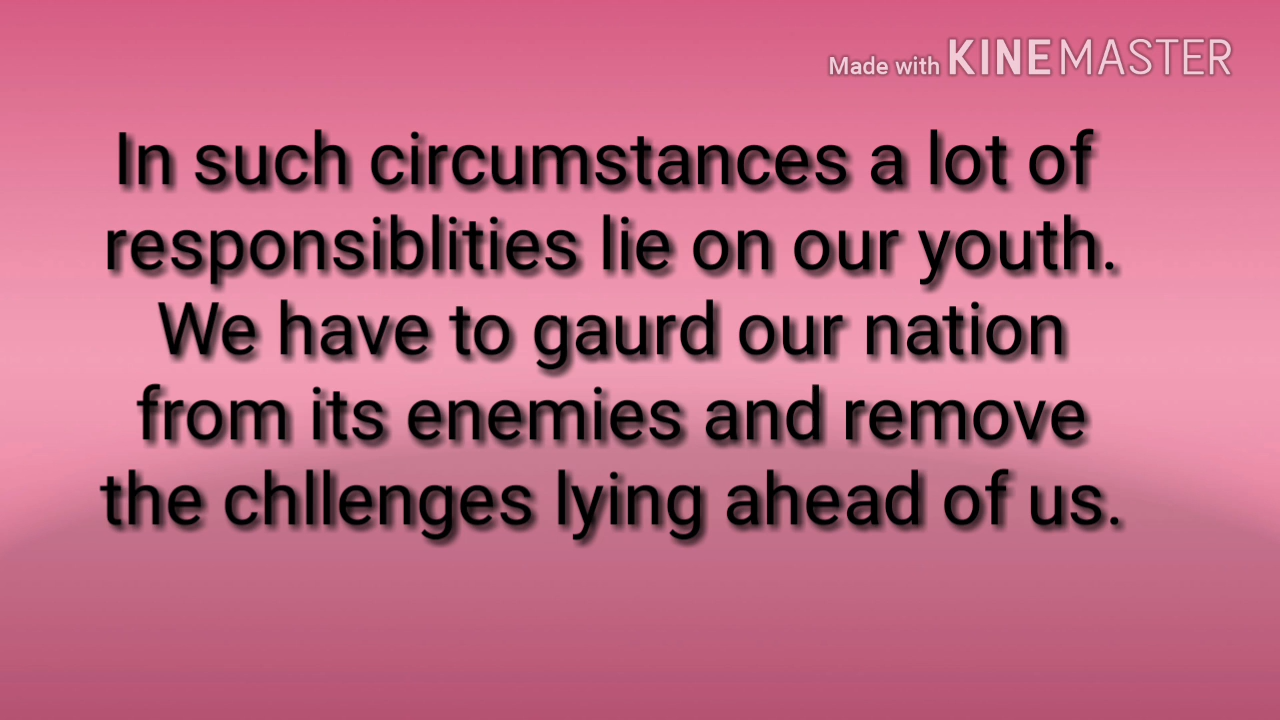 Made with KINEMASTER
In such circumstances a lot of
responsiblities lie on our youth.
We have to gaurd our nation
from its enemies and remove
the chllenges lying ahead of us.